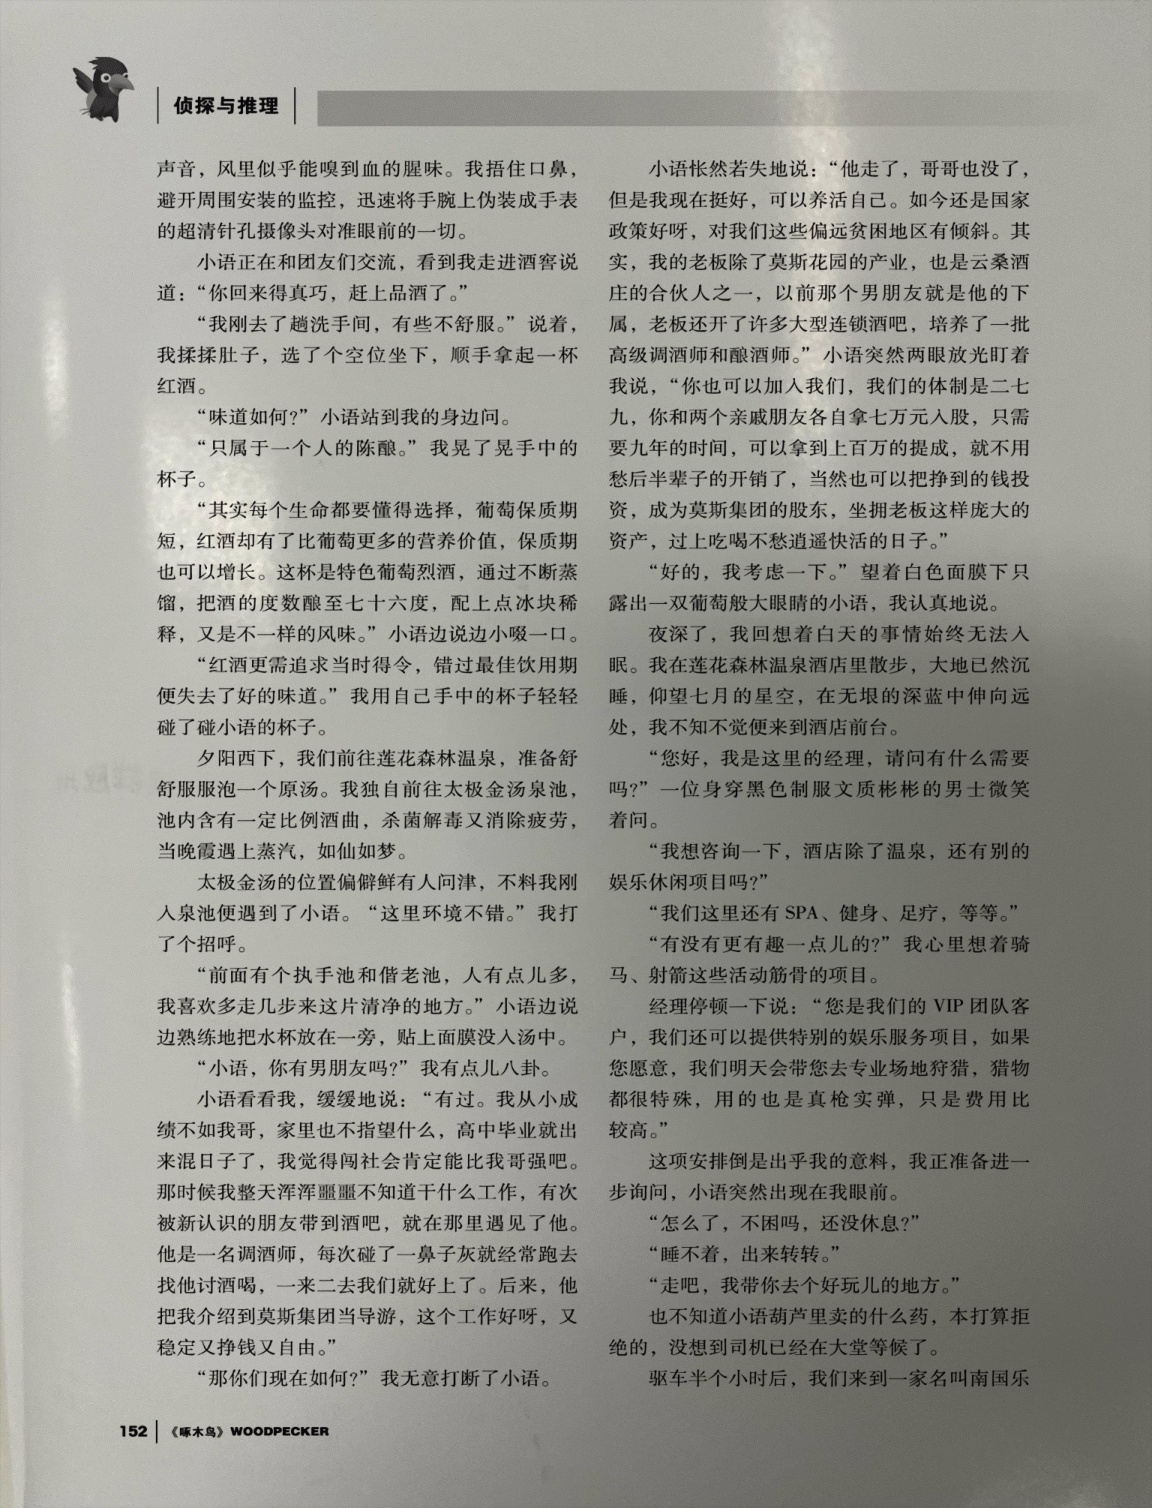 侦探与推理
声音，风里似乎能嗅到血的腥味。我捂住口鼻，
避开周围安装的监控，迅速将手腕上伪装成手表
的超清针孔摄像头对准眼前的一切。
小语正在和团友们交流，看到我走进酒窖说
道：“你回来得真巧，赶上品酒了。”
“我刚去了趟洗手间，有些不舒服。”说着，
我揉揉肚子，选了个空位坐下，顺手拿起一杯
红酒。
“味道如何?”小语站到我的身边问。
“只属于一个人的陈酿。”我晃了晃手中的
杯子。
“其实每个生命都要懂得选择，葡萄保质期
短，红酒却有了比葡萄更多的营养价值，保质期
也可以增长。这杯是特色葡萄烈酒，通过不断蒸
馏，把酒的度数酿至七十六度，配上点冰块稀
释，又是不一样的风味。”小语边说边小啜一口。
“红酒更需追求当时得令，错过最佳饮用期
便失去了好的味道。”我用自己手中的杯子轻轻
碰了碰小语的杯子。
夕阳西下，我们前往莲花森林温泉，准备舒
舒服服泡一个原汤。我独自前往太极金汤泉池，
池内含有一定比例酒曲，杀菌解毒又消除疲劳，
当晚霞遇上蒸汽，如仙如梦。
太极金汤的位置偏僻鲜有人问津，不料我刚
入泉池便遇到了小语。“这里环境不错。”我打
了个招呼。
“前面有个执手池和偕老池，人有点儿多，
我喜欢多走几步来这片清净的地方。”小语边说
边熟练地把水杯放在一旁，贴上面膜没入汤中。
“小语，你有男朋友吗?”我有点儿八卦。
小语看看我，缓缓地说：“有过。我从小成
绩不如我哥，家里也不指望什么，高中毕业就出
来混日子了，我觉得闯社会肯定能比我哥强吧。
那时候我整天浑浑噩噩不知道干什么工作，有次
被新认识的朋友带到酒吧，就在那里遇见了他。
他是一名调酒师，每次碰了一鼻子灰就经常跑去
找他讨酒喝，一来二去我们就好上了。后来，他
把我介绍到莫斯集团当导游，这个工作好呀，又
稳定又挣钱又自由。”
“那你们现在如何?”我无意打断了小语。
小语怅然若失地说：“他走了，哥哥也没了，
但是我现在挺好，可以养活自己。如今还是国家
政策好呀，对我们这些偏远贫困地区有倾斜。其
实，我的老板除了莫斯花园的产业，也是云桑酒
庄的合伙人之一，以前那个男朋友就是他的下
属，老板还开了许多大型连锁酒吧，培养了一批
高级调酒师和酿酒师。”小语突然两眼放光盯着
我说，“你也可以加入我们，我们的体制是二七
九，你和两个亲戚朋友各自拿七万元入股，只需
要九年的时间，可以拿到上百万的提成，就不用
愁后半辈子的开销了，当然也可以把挣到的钱投
资，成为莫斯集团的股东，坐拥老板这样庞大的
资产，过上吃喝不愁逍遥快活的日子。”
“好的，我考虑一下。”望着白色面膜下只
露出一双葡萄般大眼睛的小语，我认真地说。
夜深了，我回想着白天的事情始终无法入
眠。我在莲花森林温泉酒店里散步，大地已然沉
睡，仰望七月的星空，在无垠的深蓝中伸向远
处，我不知不觉便来到酒店前台。
“您好，我是这里的经理，请问有什么需要
吗?”一位身穿黑色制服文质彬彬的男士微笑
着问。
“我想咨询一下，酒店除了温泉，还有别的
娱乐休闲项目吗?”
“我们这里还有 SPA、健身、足疗，等等。”
“有没有更有趣一点儿的?”我心里想着骑
马、射箭这些活动筋骨的项目。
经理停顿一下说：“您是我们的 VIP 团队客
户，我们还可以提供特别的娱乐服务项目，如果
您愿意，我们明天会带您去专业场地狩猎，猎物
都很特殊，用的也是真枪实弹，只是费用比
较高。”
这项安排倒是出乎我的意料，我正准备进一
步询问，小语突然出现在我眼前。
“怎么了，不困吗，还没休息?”
“睡不着，出来转转。”
“走吧，我带你去个好玩儿的地方。”
也不知道小语葫芦里卖的什么药，本打算拒
绝的，没想到司机已经在大堂等候了。
驱车半个小时后，我们来到一家名叫南国乐
152 《啄木鸟》WOODPECKER